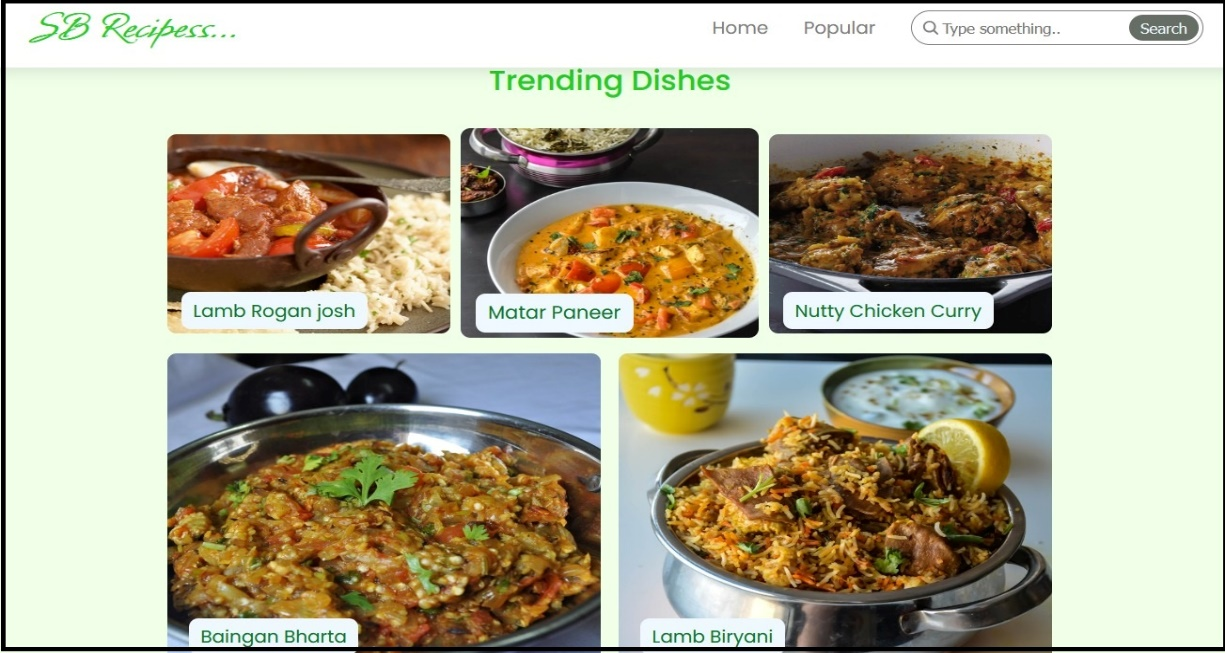 SB Recipess...
Home Popular Type something.. Search
Trending Dishes
Lamb Rogan josh
Matar Paneer
Nutty Chicken Curry
Baingan Bharta
Lamb Biryani